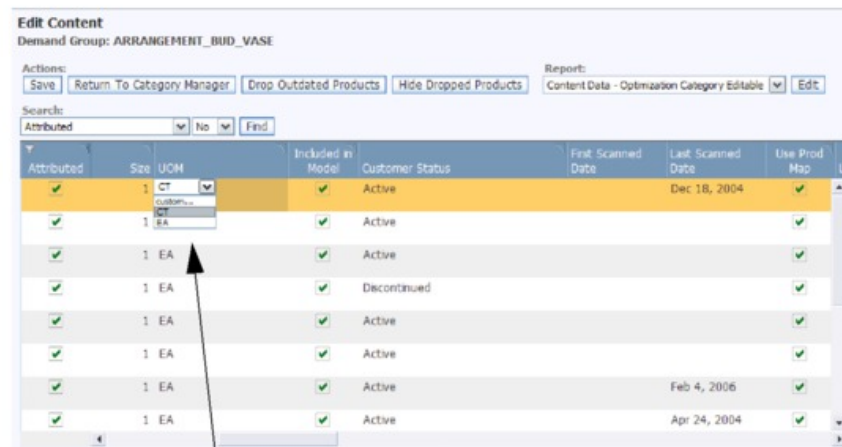 Edit Content
Demand Group: ARRANGEMENT_BUD_VASE
Actions: Report:
Save Return To Category Manager Drop Outdated Products Hide Dropped Products Content Data - Optimization Category Editable Edit
Search:
Attributed No Find
Attributed Size UOM Included in Model Customer Status First Scanned Date Last Scanned Date Use Prod Map
1 CT Active Dec 18, 2004
custom...
CT
1 EA Active
1 EA Active
1 EA Discontinued
1 EA Active
1 EA Active
1 EA Active Feb 4, 2006
1 EA Active Apr 24, 2004